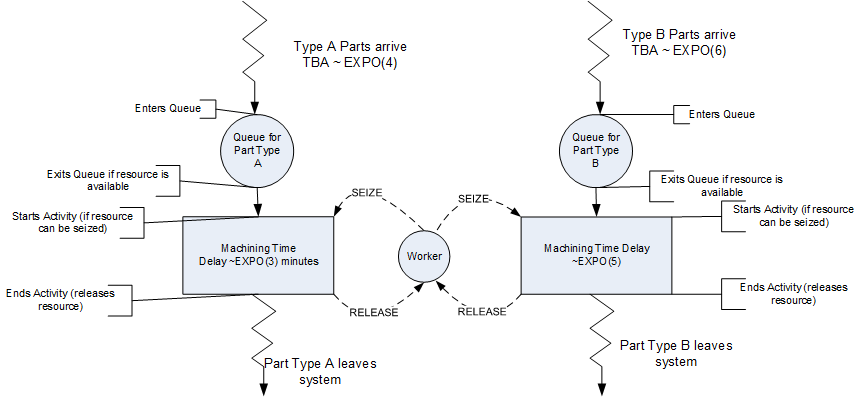 Type A Parts arrive
TBA ~ EXPO(4)
Type B Parts arrive
TBA ~ EXPO(6)
Enters Queue
Queue for
Part Type
A
Queue for
Part Type
B
Enters Queue
Exits Queue if resource is
available
Exits Queue if resource is
available
SEIZE
SEIZE
Starts Activity (if resource
can be seized)
Starts Activity (if resource
can be seized)
Machining Time
Delay ~EXPO(3) minutes
Worker
Machining Time Delay
~EXPO(5)
Ends Activity (releases
resource)
Ends Activity (releases
resource)
RELEASE
RELEASE
Part Type A leaves
system
Part Type B leaves
system